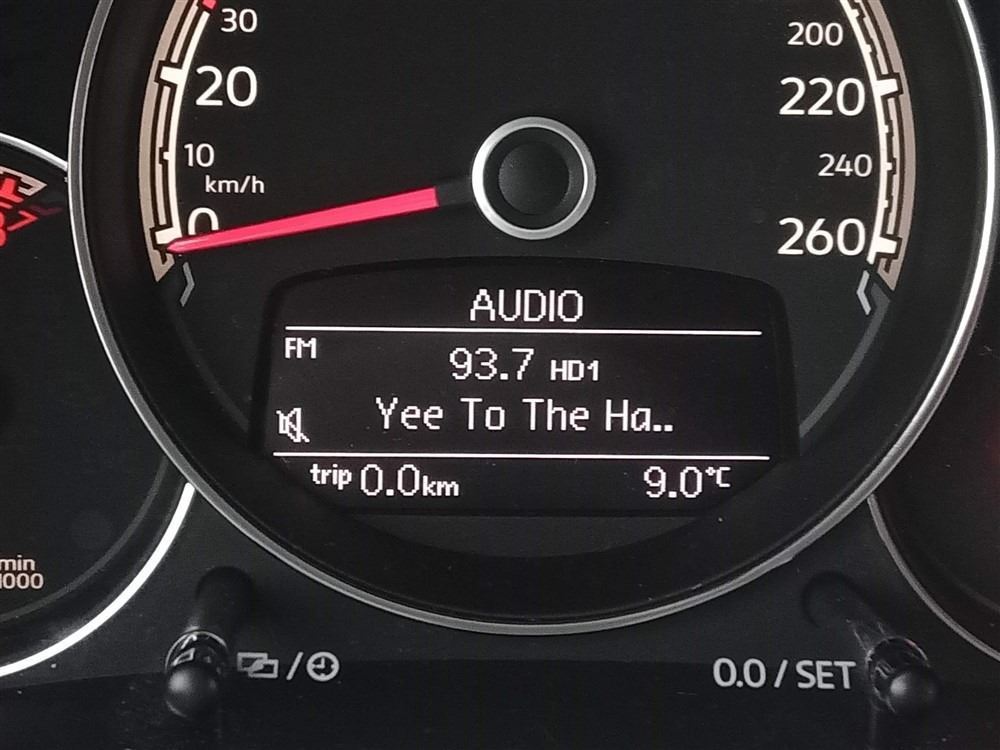 30
200
20
220
10
240
km/h
0
260
AUDIO
FM
93.7 HD1
Yee To The Ha..
trip 0.0km 9.0°C
min
1000
0.0 / SET